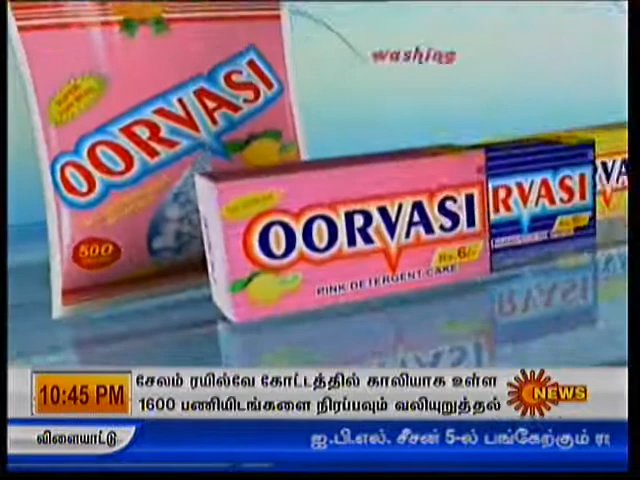 washing
OORVASI
500
OORVASI
Rs.6/-
PINK DETERGENT CAKE
RVASI
VA
10:45 PM
சேலம் ரயில்வே கோட்டத்தில் காலியாக உள்ள
1600 பணியிடங்களை நிரப்பவும் வலியுறுத்தல்
NEWS
விளையாட்டு
ஐ.பி.எல். சீசன் 5-ல் பங்கேற்கும்